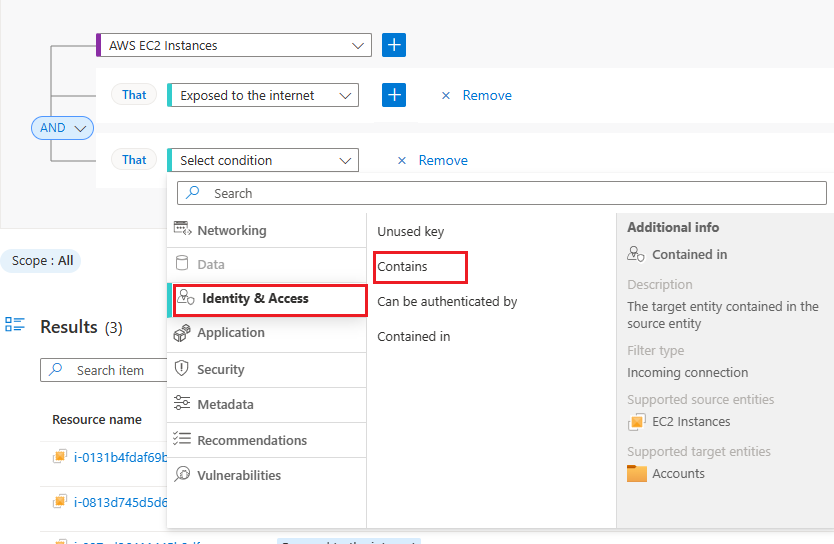 AWS EC2 Instances
That Exposed to the internet Remove
AND
That Select condition Remove
Search
Networking
Data
Identity & Access
Application
Security
Metadata
Recommendations
Vulnerabilities
Unused key
Contains
Can be authenticated by
Contained in
Additional info
Contained in
Description
The target entity contained in the
source entity
Filter type
Incoming connection
Supported source entities
EC2 Instances
Supported target entities
Accounts
Scope : All
Results (3)
Search item
Resource name
i-0131b4fdaf69b
i-0813d745d5d6